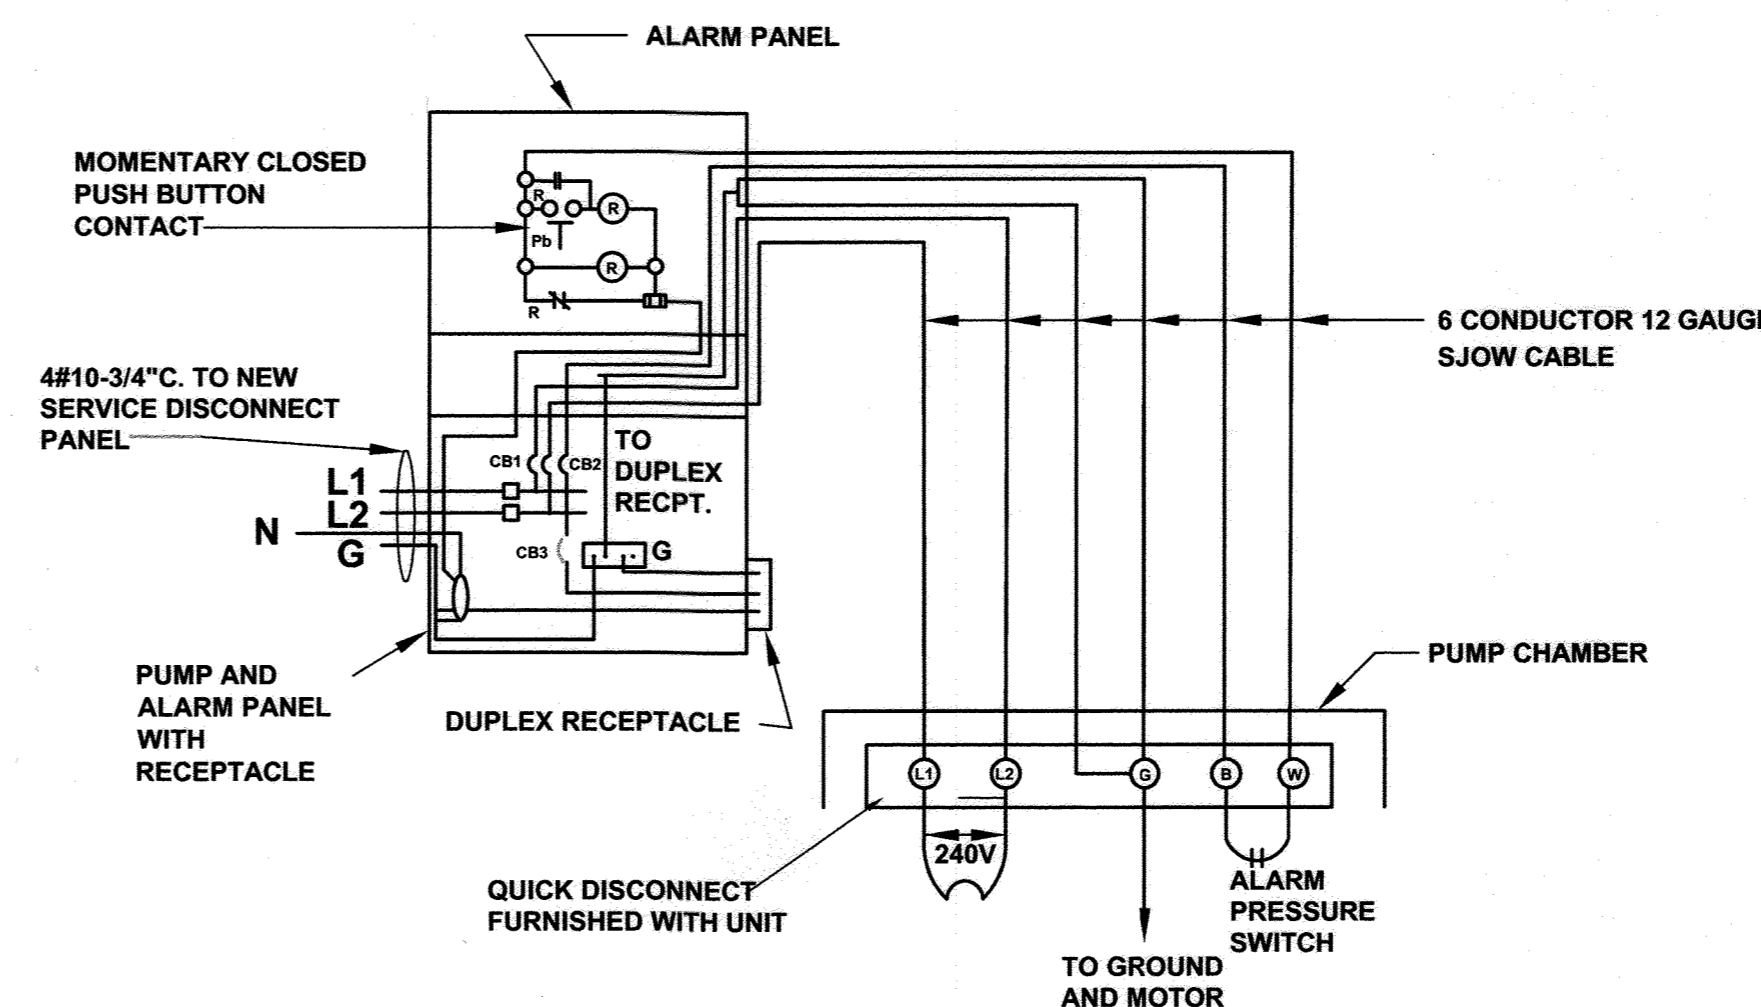 ALARM PANEL
MOMENTARY CLOSED
PUSH BUTTON
CONTACT
R
R
Pb
R
R
6 CONDUCTOR 12 GAUGE
SJOW CABLE
4#10-3/4"C. TO NEW
SERVICE DISCONNECT
PANEL
L1
L2
N
G
CB1
CB2
TO
DUPLEX
RECPT.
CB3
G
PUMP AND
ALARM PANEL
WITH
RECEPTACLE
DUPLEX RECEPTACLE
PUMP CHAMBER
L1
L2
G
B
W
240V
QUICK DISCONNECT
FURNISHED WITH UNIT
ALARM
PRESSURE
SWITCH
TO GROUND
AND MOTOR